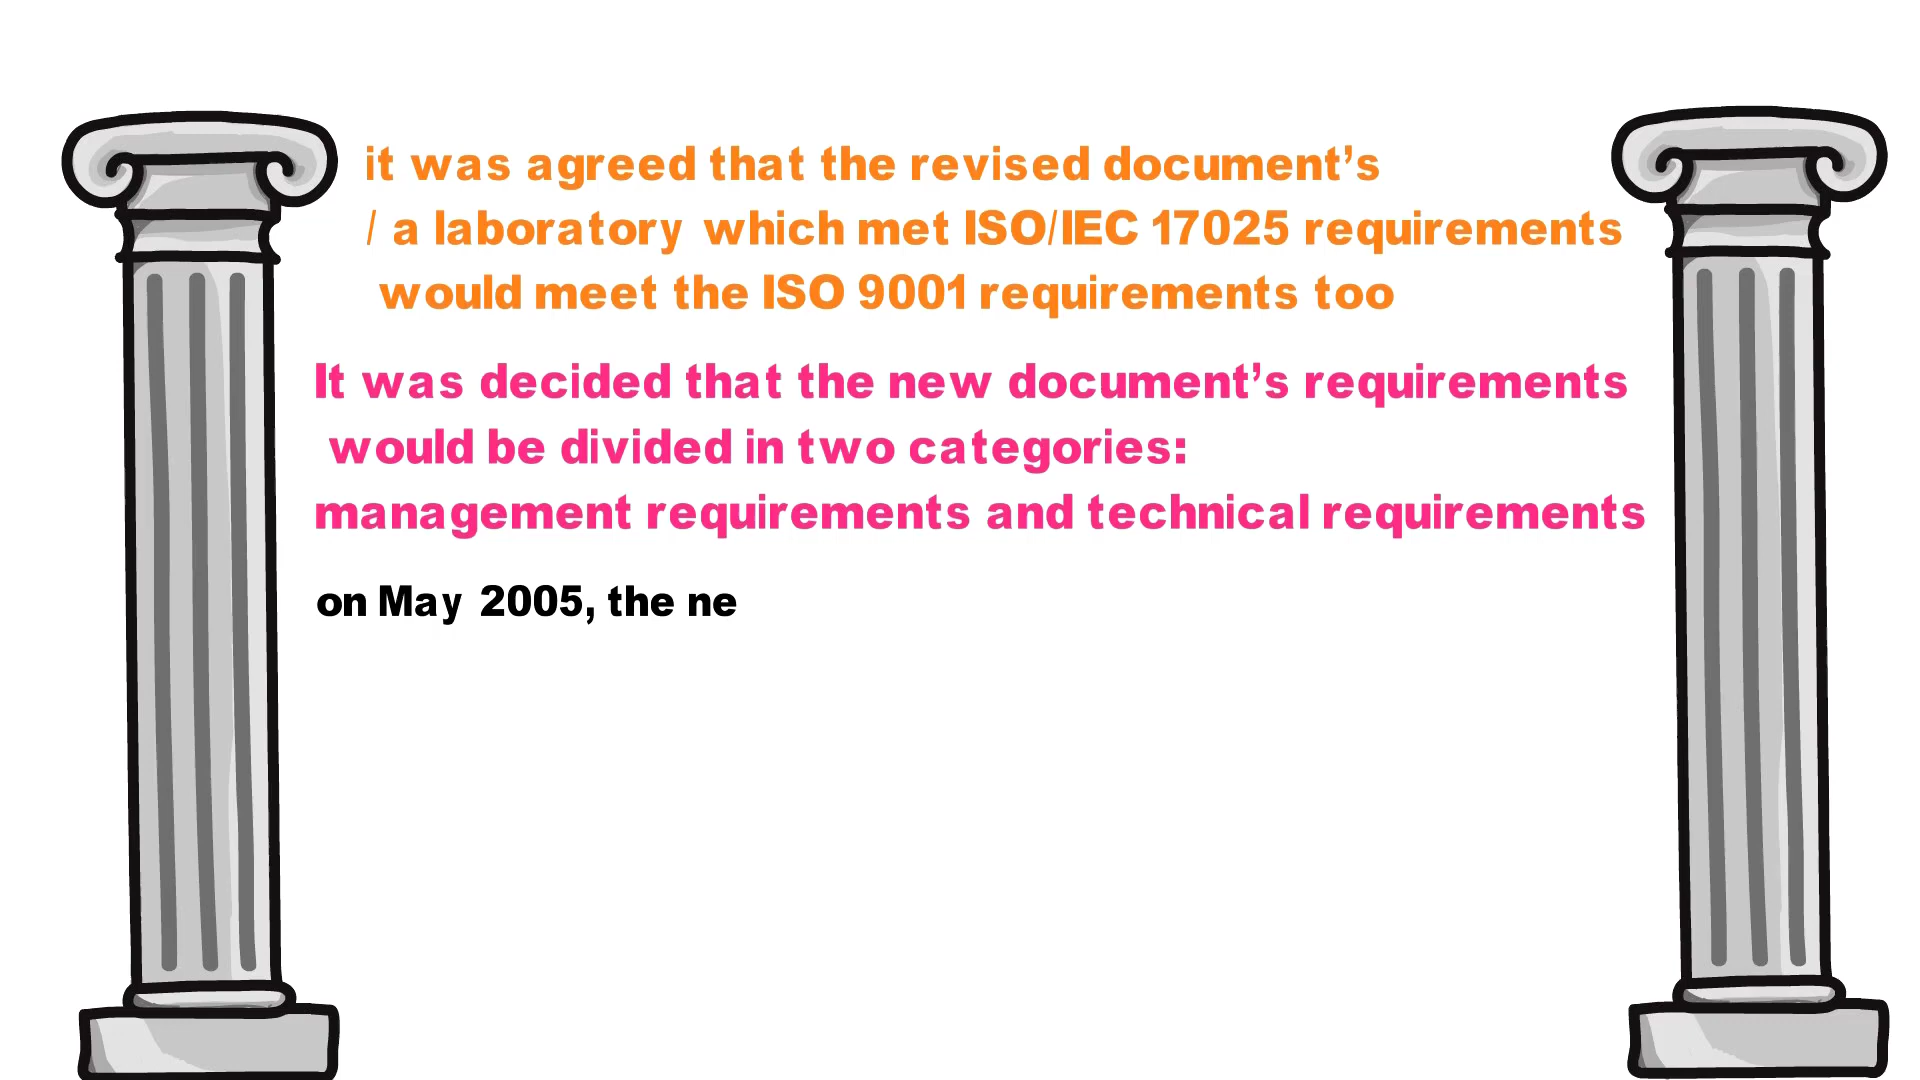 it was agreed that the revised document’s
/ a laboratory which met ISO/IEC 17025 requirements
would meet the ISO 9001 requirements too
It was decided that the new document’s requirements
would be divided in two categories:
management requirements and technical requirements
on May 2005, the ne